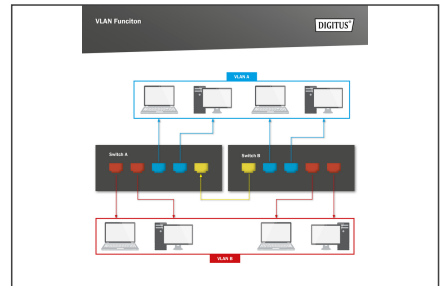 VLAN Funciton
DIGITUS®
VLAN A
Switch A
Switch B
VLAN B